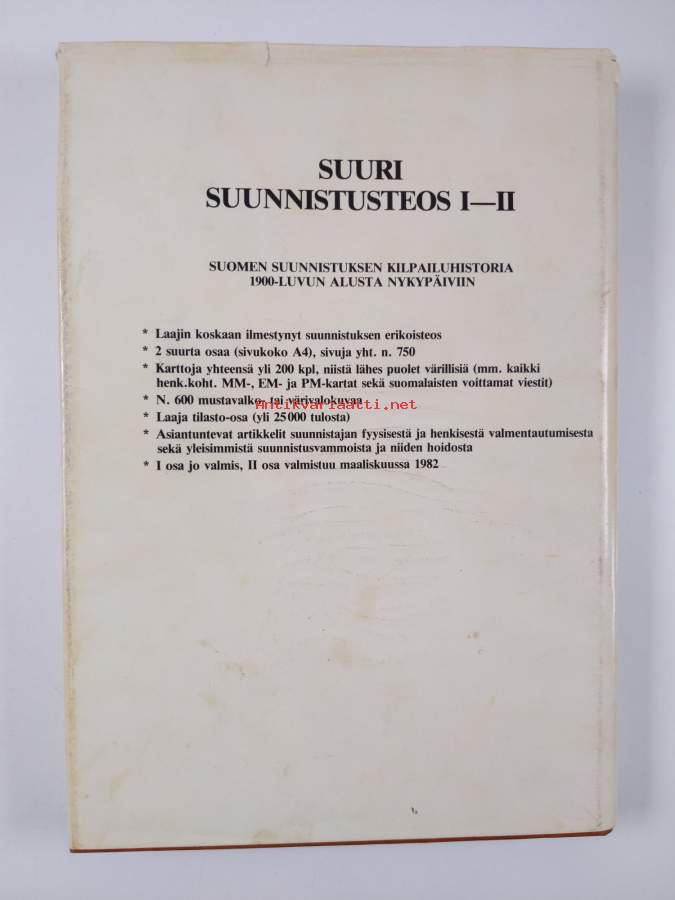 SUURI
SUUNNISTUSTEOS I—II
SUOMEN SUUNNISTUKSEN KILPAILUHISTORIA
1900-LUVUN ALUSTA NYKYPÄIVIIN
* Laajin koskaan ilmestynyt suunnistuksen erikoisteos
* 2 suurta osaa (sivukoko A4), sivuja yht. n. 750
* Karttoja yhteensä yli 200 kpl, niistä lähes puolet värillisiä (mm. kaikki
henk.koht. MM-, EM- ja PM-kartat sekä suomalaisten voittamat viestit)
* N. 600 mustavalko- tai värivalokuvaa
Antikvariaatti.net
* Laaja tilasto-osa (yli 25000 tulosta)
* Asiantuntevat artikkelit suunnistajan fyysisestä ja henkisestä valmentautumisesta
sekä yleisimmistä suunnistusvammoista ja niiden hoidosta
* I osa jo valmis, II osa valmistuu maaliskuussa 1982